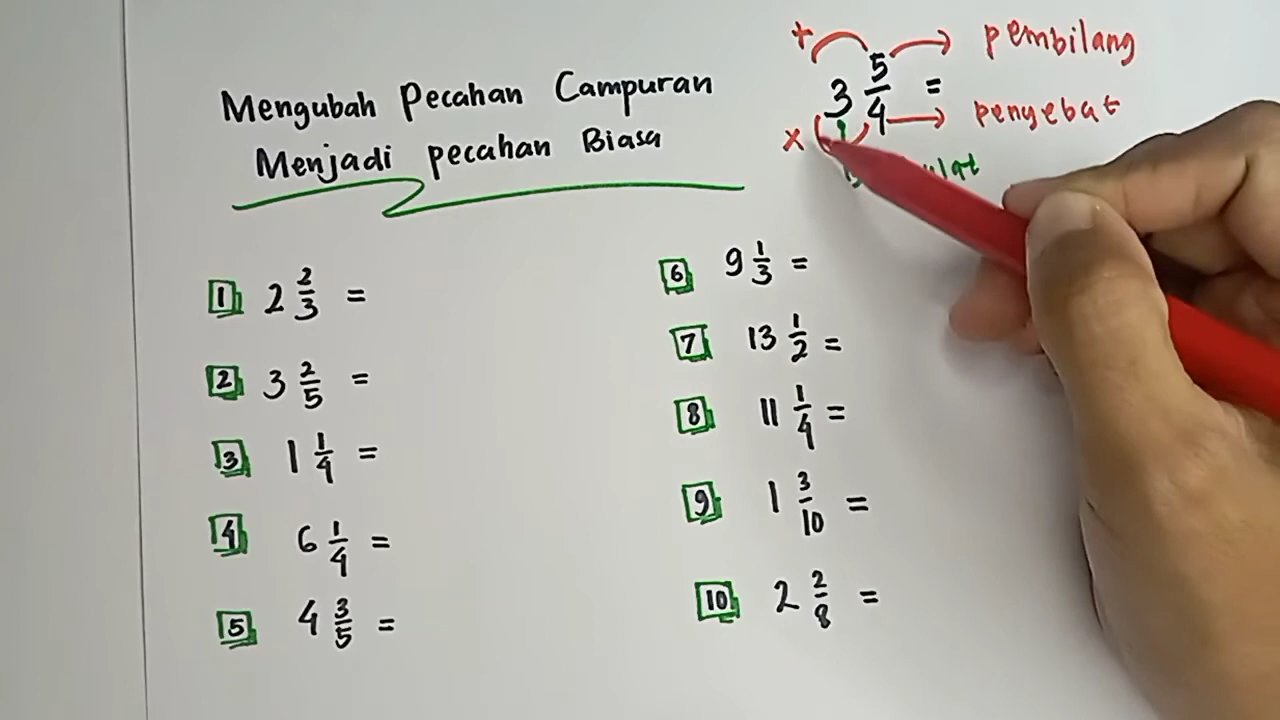 Mengubah Pecahan Campuran
Menjadi pecahan Biasa
+
3 5/4 =
x
pembilang
penyebat
1 2 2/3 =
2 3 2/5 =
3 1 1/4 =
4 6 1/4 =
5 4 3/5 =
6 9 1/3 =
7 13 1/2 =
8 11 1/4 =
9 1 3/10 =
10 2 2/8 =